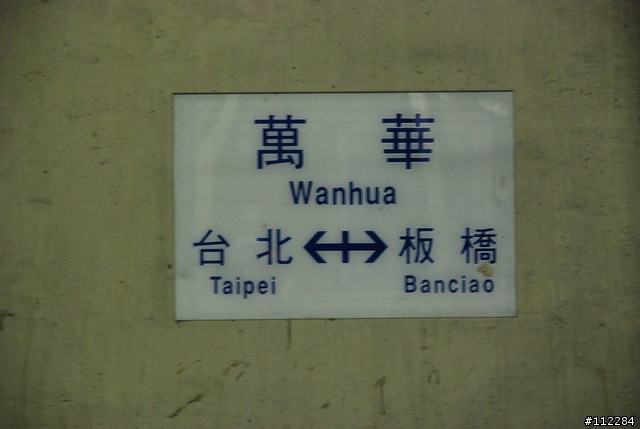 萬 華
Wanhua
台 北 ↔ 板 橋
Taipei Banciao
#112284